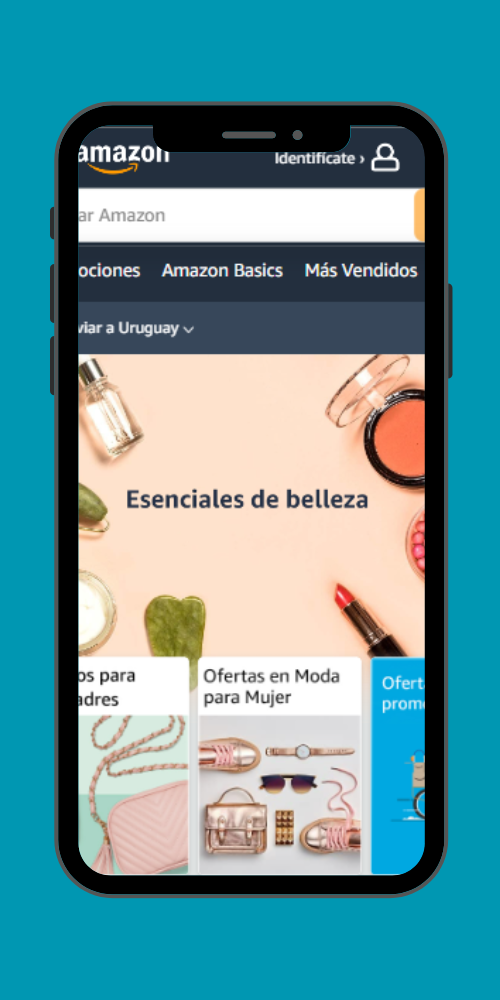 amazon
Identifícate ›
ar Amazon
ociones Amazon Basics Más Vendidos
viar a Uruguay
Esenciales de belleza
os para
adres
Ofertas en Moda
para Mujer
Ofert
prom